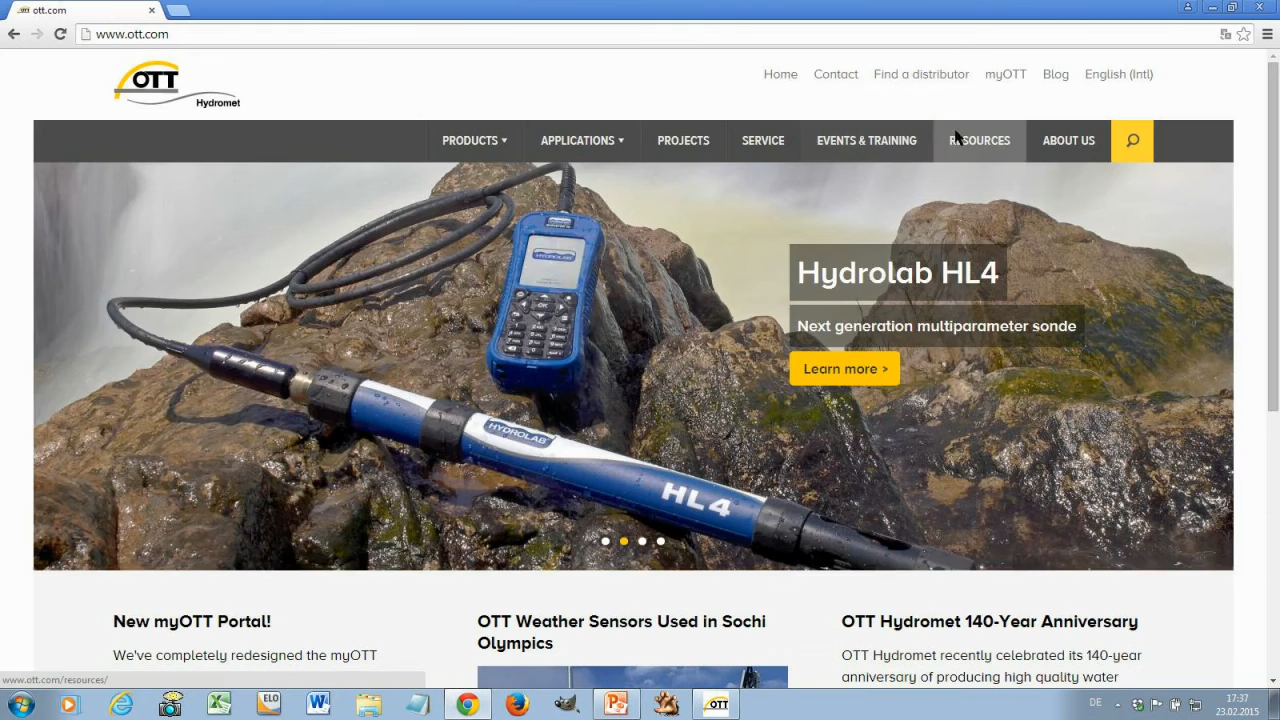 ott.com
www.ott.com
OTT
Hydromet
Home Contact Find a distributor myOTT Blog English (Intl)
PRODUCTS APPLICATIONS PROJECTS SERVICE EVENTS & TRAINING RESOURCES ABOUT US
HYDROLAB
Hydrolab HL4
Next generation multiparameter sonde
Learn more >
HYDROLAB
HL4
New myOTT Portal!
We've completely redesigned the myOTT
OTT Weather Sensors Used in Sochi
Olympics
OTT Hydromet 140-Year Anniversary
OTT Hydromet recently celebrated its 140-year
anniversary of producing high quality water
www.ott.com/resources/
ELO
OTT
DE
17:37
23.02.2015